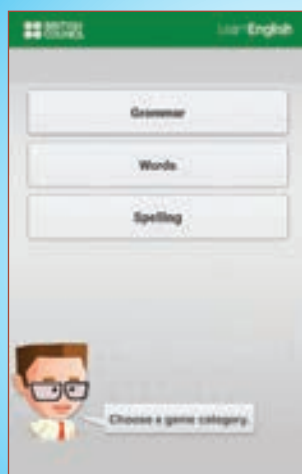 BRITISH
COUNCIL
LearnEnglish
Grammar
Words
Spelling
Choose a game category.